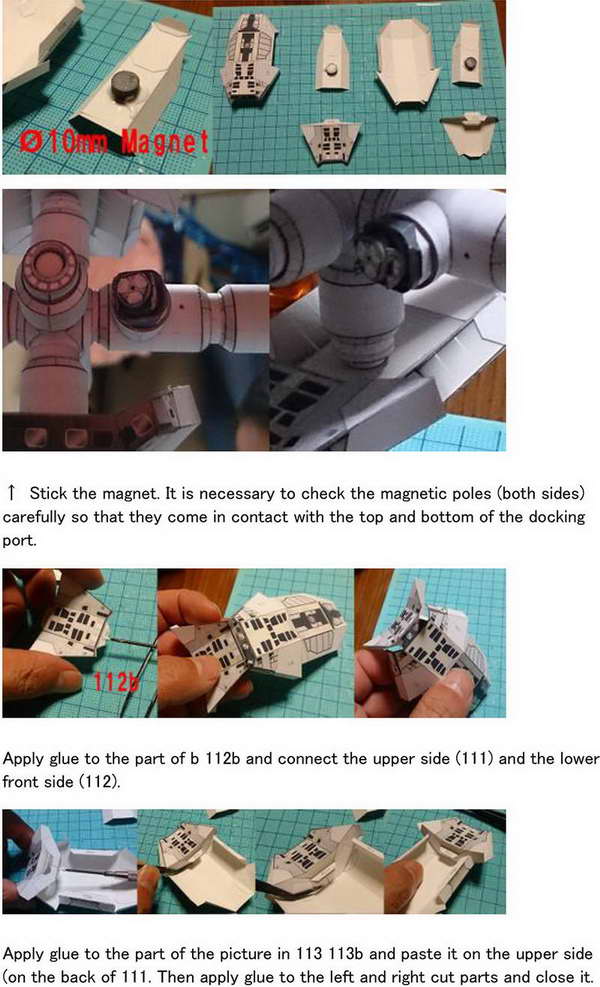 Ø10mm Magnet
↑ Stick the magnet. It is necessary to check the magnetic poles (both sides)
carefully so that they come in contact with the top and bottom of the docking
port.
112b
Apply glue to the part of b 112b and connect the upper side (111) and the lower
front side (112).
Apply glue to the part of the picture in 113 113b and paste it on the upper side
(on the back of 111. Then apply glue to the left and right cut parts and close it.